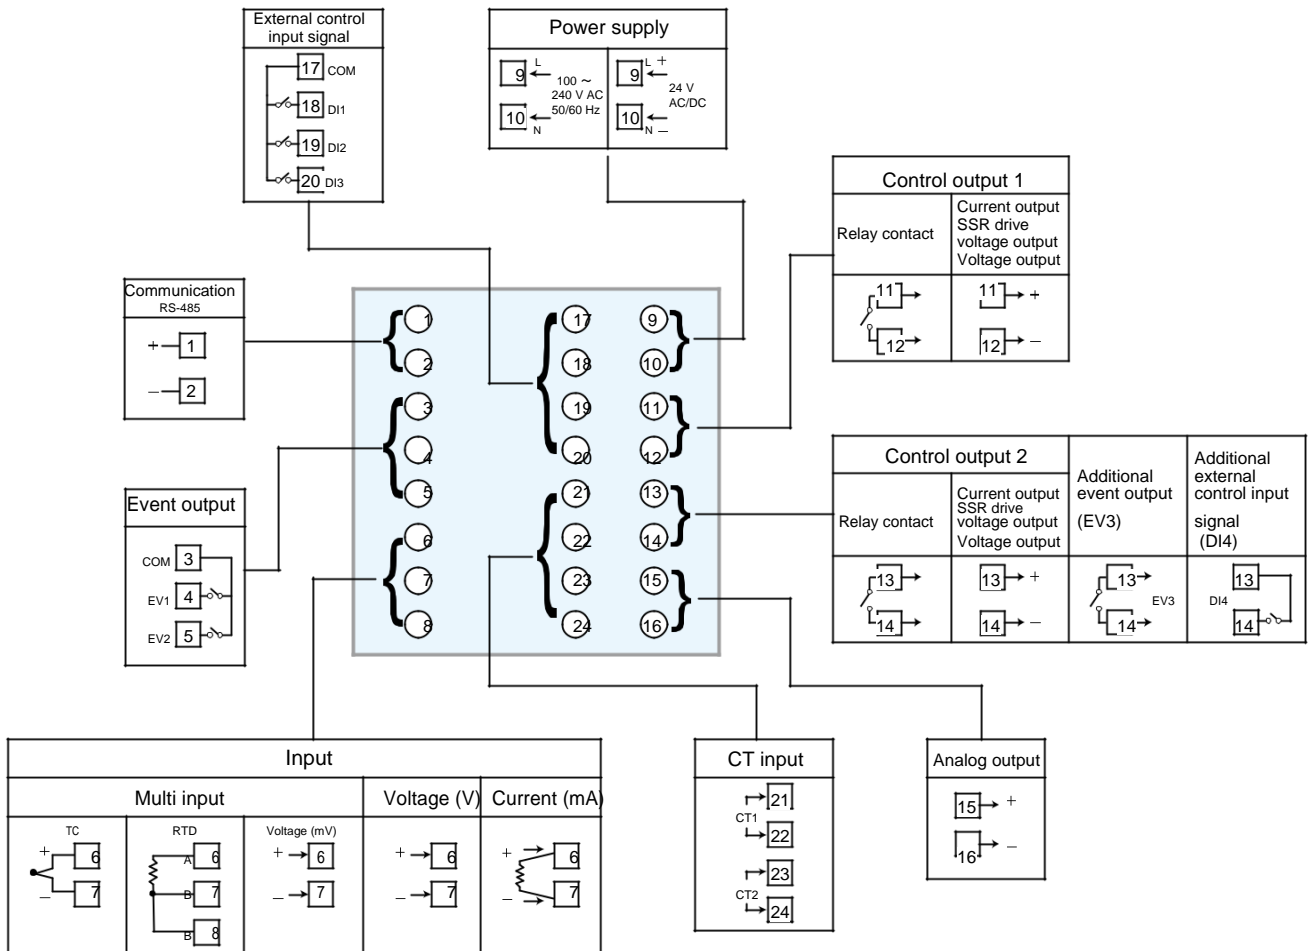 External control
input signal
17 COM
18 DI1
19 DI2
20 DI3
Power supply
9 L
100 ~
240 V AC
50/60 Hz
10 N
9 L +
24 V
AC/DC
10 N −
Control output 1
Relay contact
Current output
SSR drive
voltage output
Voltage output
11
12
11 +
12 −
Communication
RS-485
+ 1
− 2
1
2
3
4
5
6
7
8
17
18
19
20
21
22
23
24
9
10
11
12
13
14
15
16
Event output
COM 3
EV1 4
EV2 5
Control output 2
Relay contact
Current output
SSR drive
voltage output
Voltage output
Additional
event output
(EV3)
Additional
external
control input
signal
(DI4)
13
14
13 +
14 −
13
EV3
14
13
DI4
14
Input
Multi input
Voltage (V)
Current (mA)
TC
+ 6
− 7
RTD
A 6
B 7
B 8
Voltage (mV)
+ 6
− 7
+ 6
− 7
+ 6
− 7
CT input
21
CT1
22
23
CT2
24
Analog output
15 +
16 −